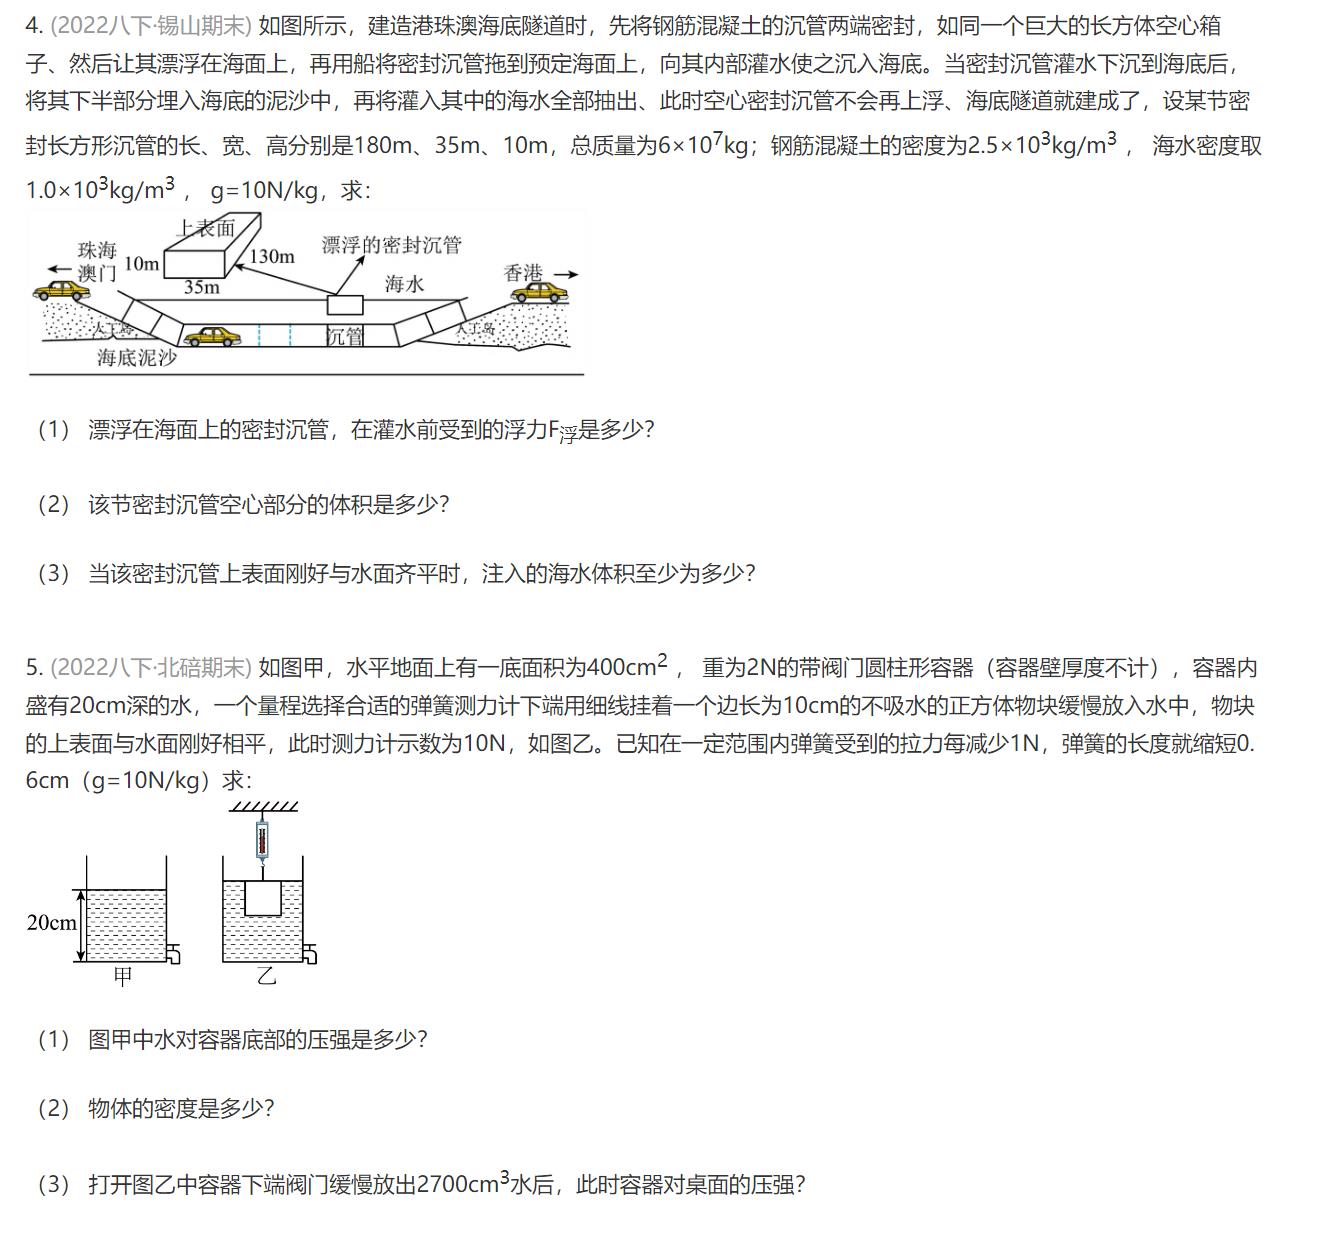 4. (2022八下·锡山期末) 如图所示，建造港珠澳海底隧道时，先将钢筋混凝土的沉管两端密封，如同一个巨大的长方体空心箱
子、然后让其漂浮在海面上，再用船将密封沉管拖到预定海面上，向其内部灌水使之沉入海底。当密封沉管灌水下沉到海底后，
将其下半部分埋入海底的泥沙中，再将灌入其中的海水全部抽出、此时空心密封沉管不会再上浮、海底隧道就建成了，设某节密
封长方形沉管的长、宽、高分别是180m、35m、10m，总质量为6×10⁷kg；钢筋混凝土的密度为2.5×10³kg/m³ ， 海水密度取
1.0×10³kg/m³ ， g=10N/kg，求：
上表面
珠海
澳门
10m
35m
130m
漂浮的密封沉管
海水
香港
人工岛
沉管
人工岛
海底泥沙
（1） 漂浮在海面上的密封沉管，在灌水前受到的浮力F浮是多少？
（2） 该节密封沉管空心部分的体积是多少？
（3） 当该密封沉管上表面刚好与水面齐平时，注入的海水体积至少为多少？
5. (2022八下·北碚期末) 如图甲，水平地面上有一底面积为400cm² ， 重为2N的带阀门圆柱形容器（容器壁厚度不计），容器内
盛有20cm深的水，一个量程选择合适的弹簧测力计下端用细线挂着一个边长为10cm的不吸水的正方体物块缓慢放入水中，物块
的上表面与水面刚好相平，此时测力计示数为10N，如图乙。已知在一定范围内弹簧受到的拉力每减少1N，弹簧的长度就缩短0.
6cm（g=10N/kg）求：
20cm
甲
乙
（1） 图甲中水对容器底部的压强是多少？
（2） 物体的密度是多少？
（3） 打开图乙中容器下端阀门缓慢放出2700cm³水后，此时容器对桌面的压强？